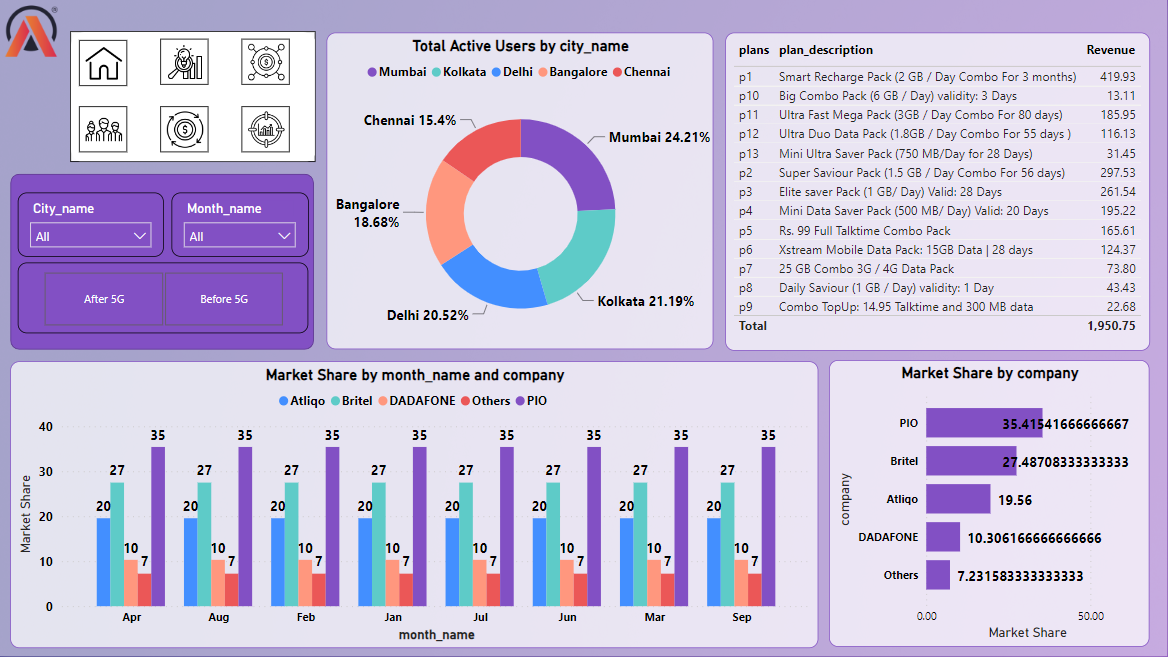 City_name
All
Month_name
All
After 5G
Before 5G
Total Active Users by city_name
Mumbai Kolkata Delhi Bangalore Chennai
Chennai 15.4%
Mumbai 24.21%
Bangalore
18.68%
Kolkata 21.19%
Delhi 20.52%
plans plan_description Revenue
p1 Smart Recharge Pack (2 GB / Day Combo For 3 months) 419.93
p10 Big Combo Pack (6 GB / Day) validity: 3 Days 13.11
p11 Ultra Fast Mega Pack (3GB / Day Combo For 80 days) 185.95
p12 Ultra Duo Data Pack (1.8GB / Day Combo For 55 days ) 116.13
p13 Mini Ultra Saver Pack (750 MB/Day for 28 Days) 31.45
p2 Super Saviour Pack (1.5 GB / Day Combo For 56 days) 297.53
p3 Elite saver Pack (1 GB/ Day) Valid: 28 Days 261.54
p4 Mini Data Saver Pack (500 MB/ Day) Valid: 20 Days 195.22
p5 Rs. 99 Full Talktime Combo Pack 165.61
p6 Xstream Mobile Data Pack: 15GB Data | 28 days 124.37
p7 25 GB Combo 3G / 4G Data Pack 73.80
p8 Daily Saviour (1 GB / Day) validity: 1 Day 43.43
p9 Combo TopUp: 14.95 Talktime and 300 MB data 22.68
Total 1,950.75
Market Share by month_name and company
Atliqo Britel DADAFONE Others PIO
Market Share
40
30
20
10
0
20 27 10 7 35
20 27 10 7 35
20 27 10 7 35
20 27 10 7 35
20 27 10 7 35
20 27 10 7 35
20 27 10 7 35
20 27 10 7 35
Apr Aug Feb Jan Jul Jun Mar Sep
month_name
Market Share by company
company
PIO 35.41541666666667
Britel 27.48708333333333
Atliqo 19.56
DADAFONE 10.306166666666666
Others 7.231583333333333
0.00 50.00
Market Share